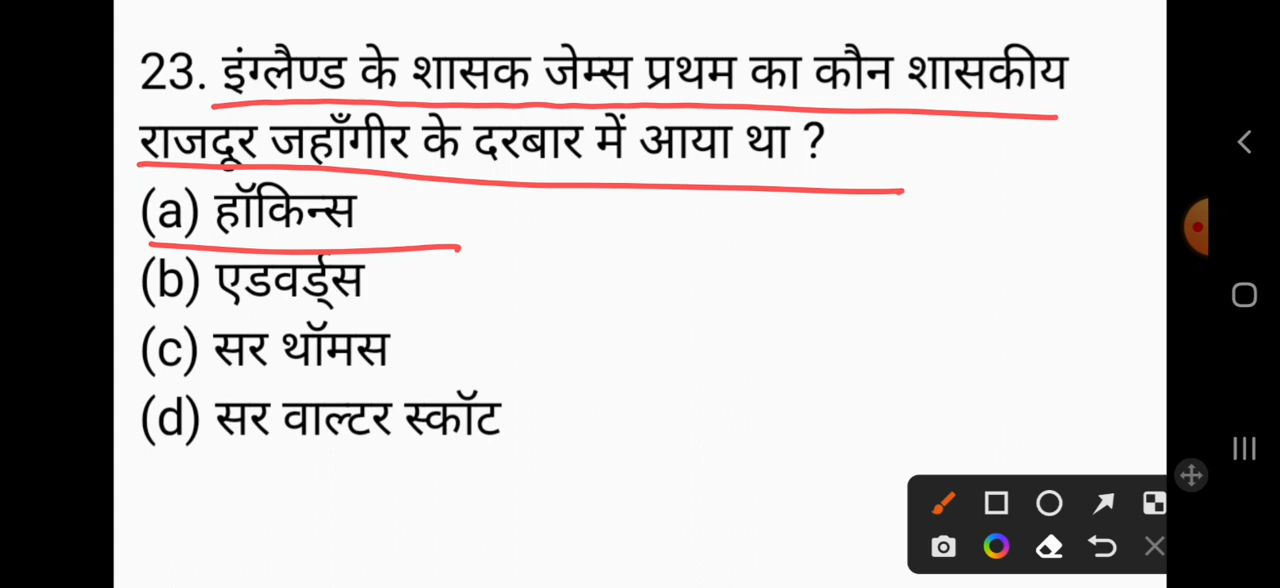 23. इंग्लैण्ड के शासक जेम्स प्रथम का कौन शासकीय
राजदूर जहाँगीर के दरबार में आया था ?
(a) हॉकिन्स
(b) एडवर्ड्स
(c) सर थॉमस
(d) सर वाल्टर स्कॉट